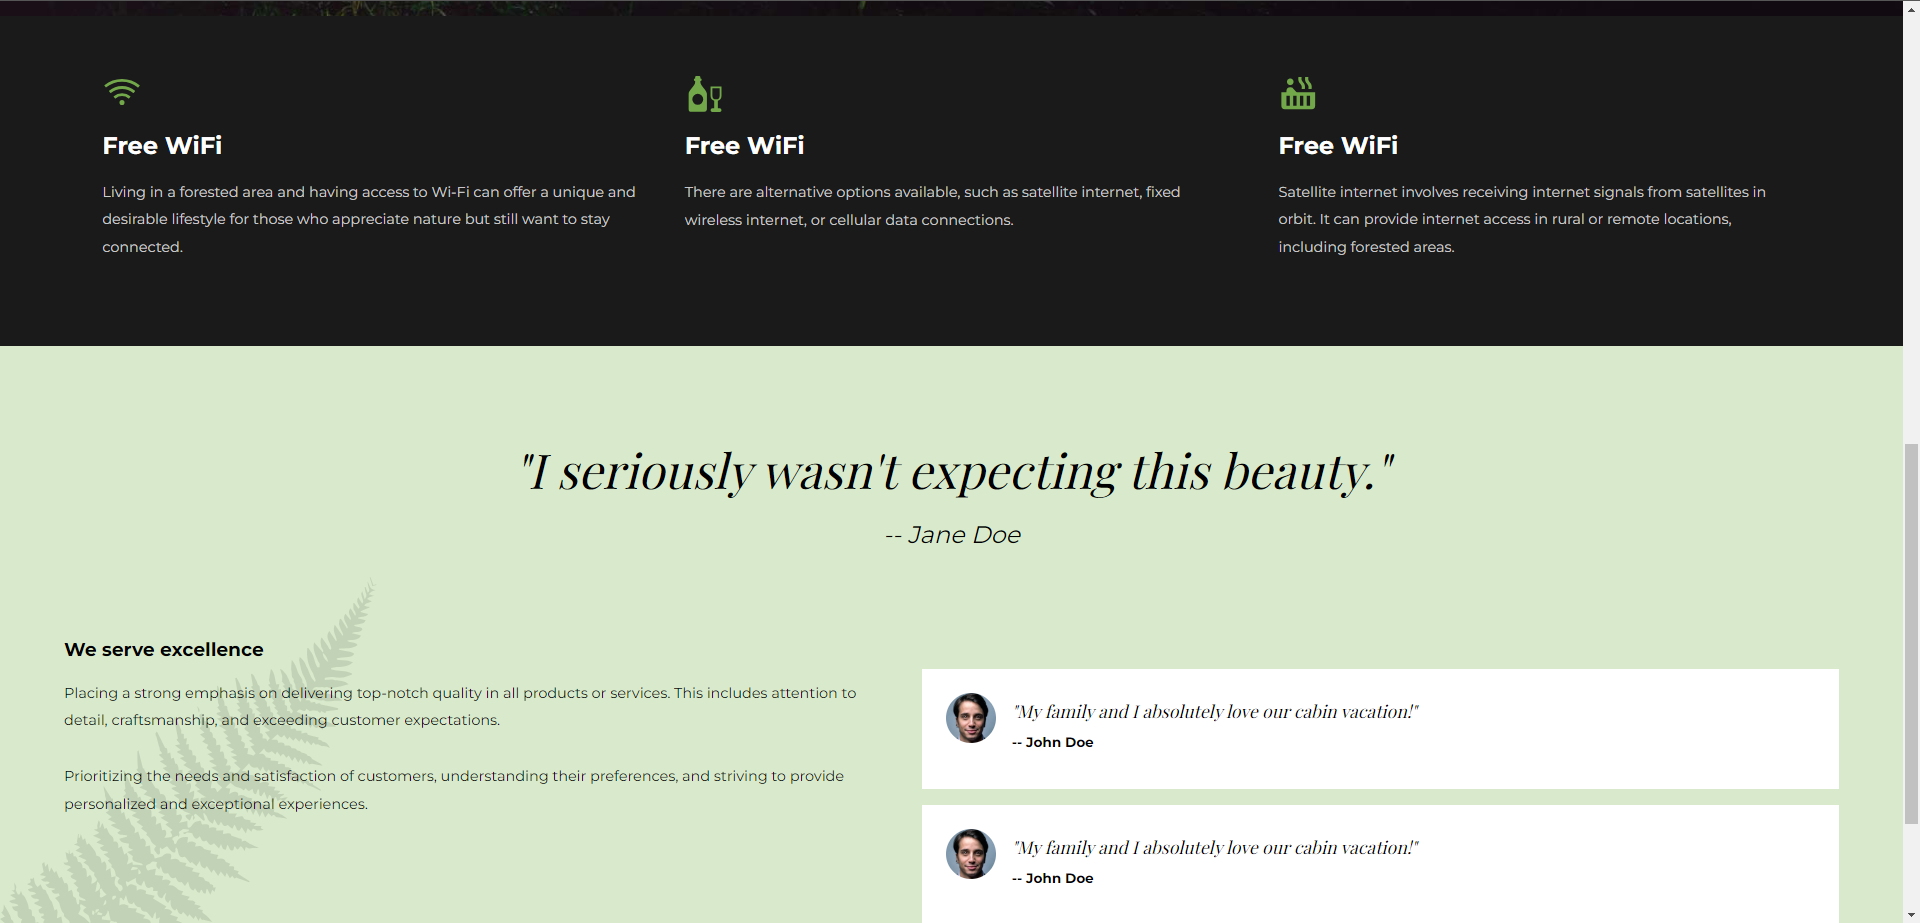 Free WiFi
Living in a forested area and having access to Wi-Fi can offer a unique and
desirable lifestyle for those who appreciate nature but still want to stay
connected.
Free WiFi
There are alternative options available, such as satellite internet, fixed
wireless internet, or cellular data connections.
Free WiFi
Satellite internet involves receiving internet signals from satellites in
orbit. It can provide internet access in rural or remote locations,
including forested areas.
"I seriously wasn't expecting this beauty."
-- Jane Doe
We serve excellence
Placing a strong emphasis on delivering top-notch quality in all products or services. This includes attention to
detail, craftsmanship, and exceeding customer expectations.
Prioritizing the needs and satisfaction of customers, understanding their preferences, and striving to provide
personalized and exceptional experiences.
"My family and I absolutely love our cabin vacation!"
-- John Doe
"My family and I absolutely love our cabin vacation!"
-- John Doe